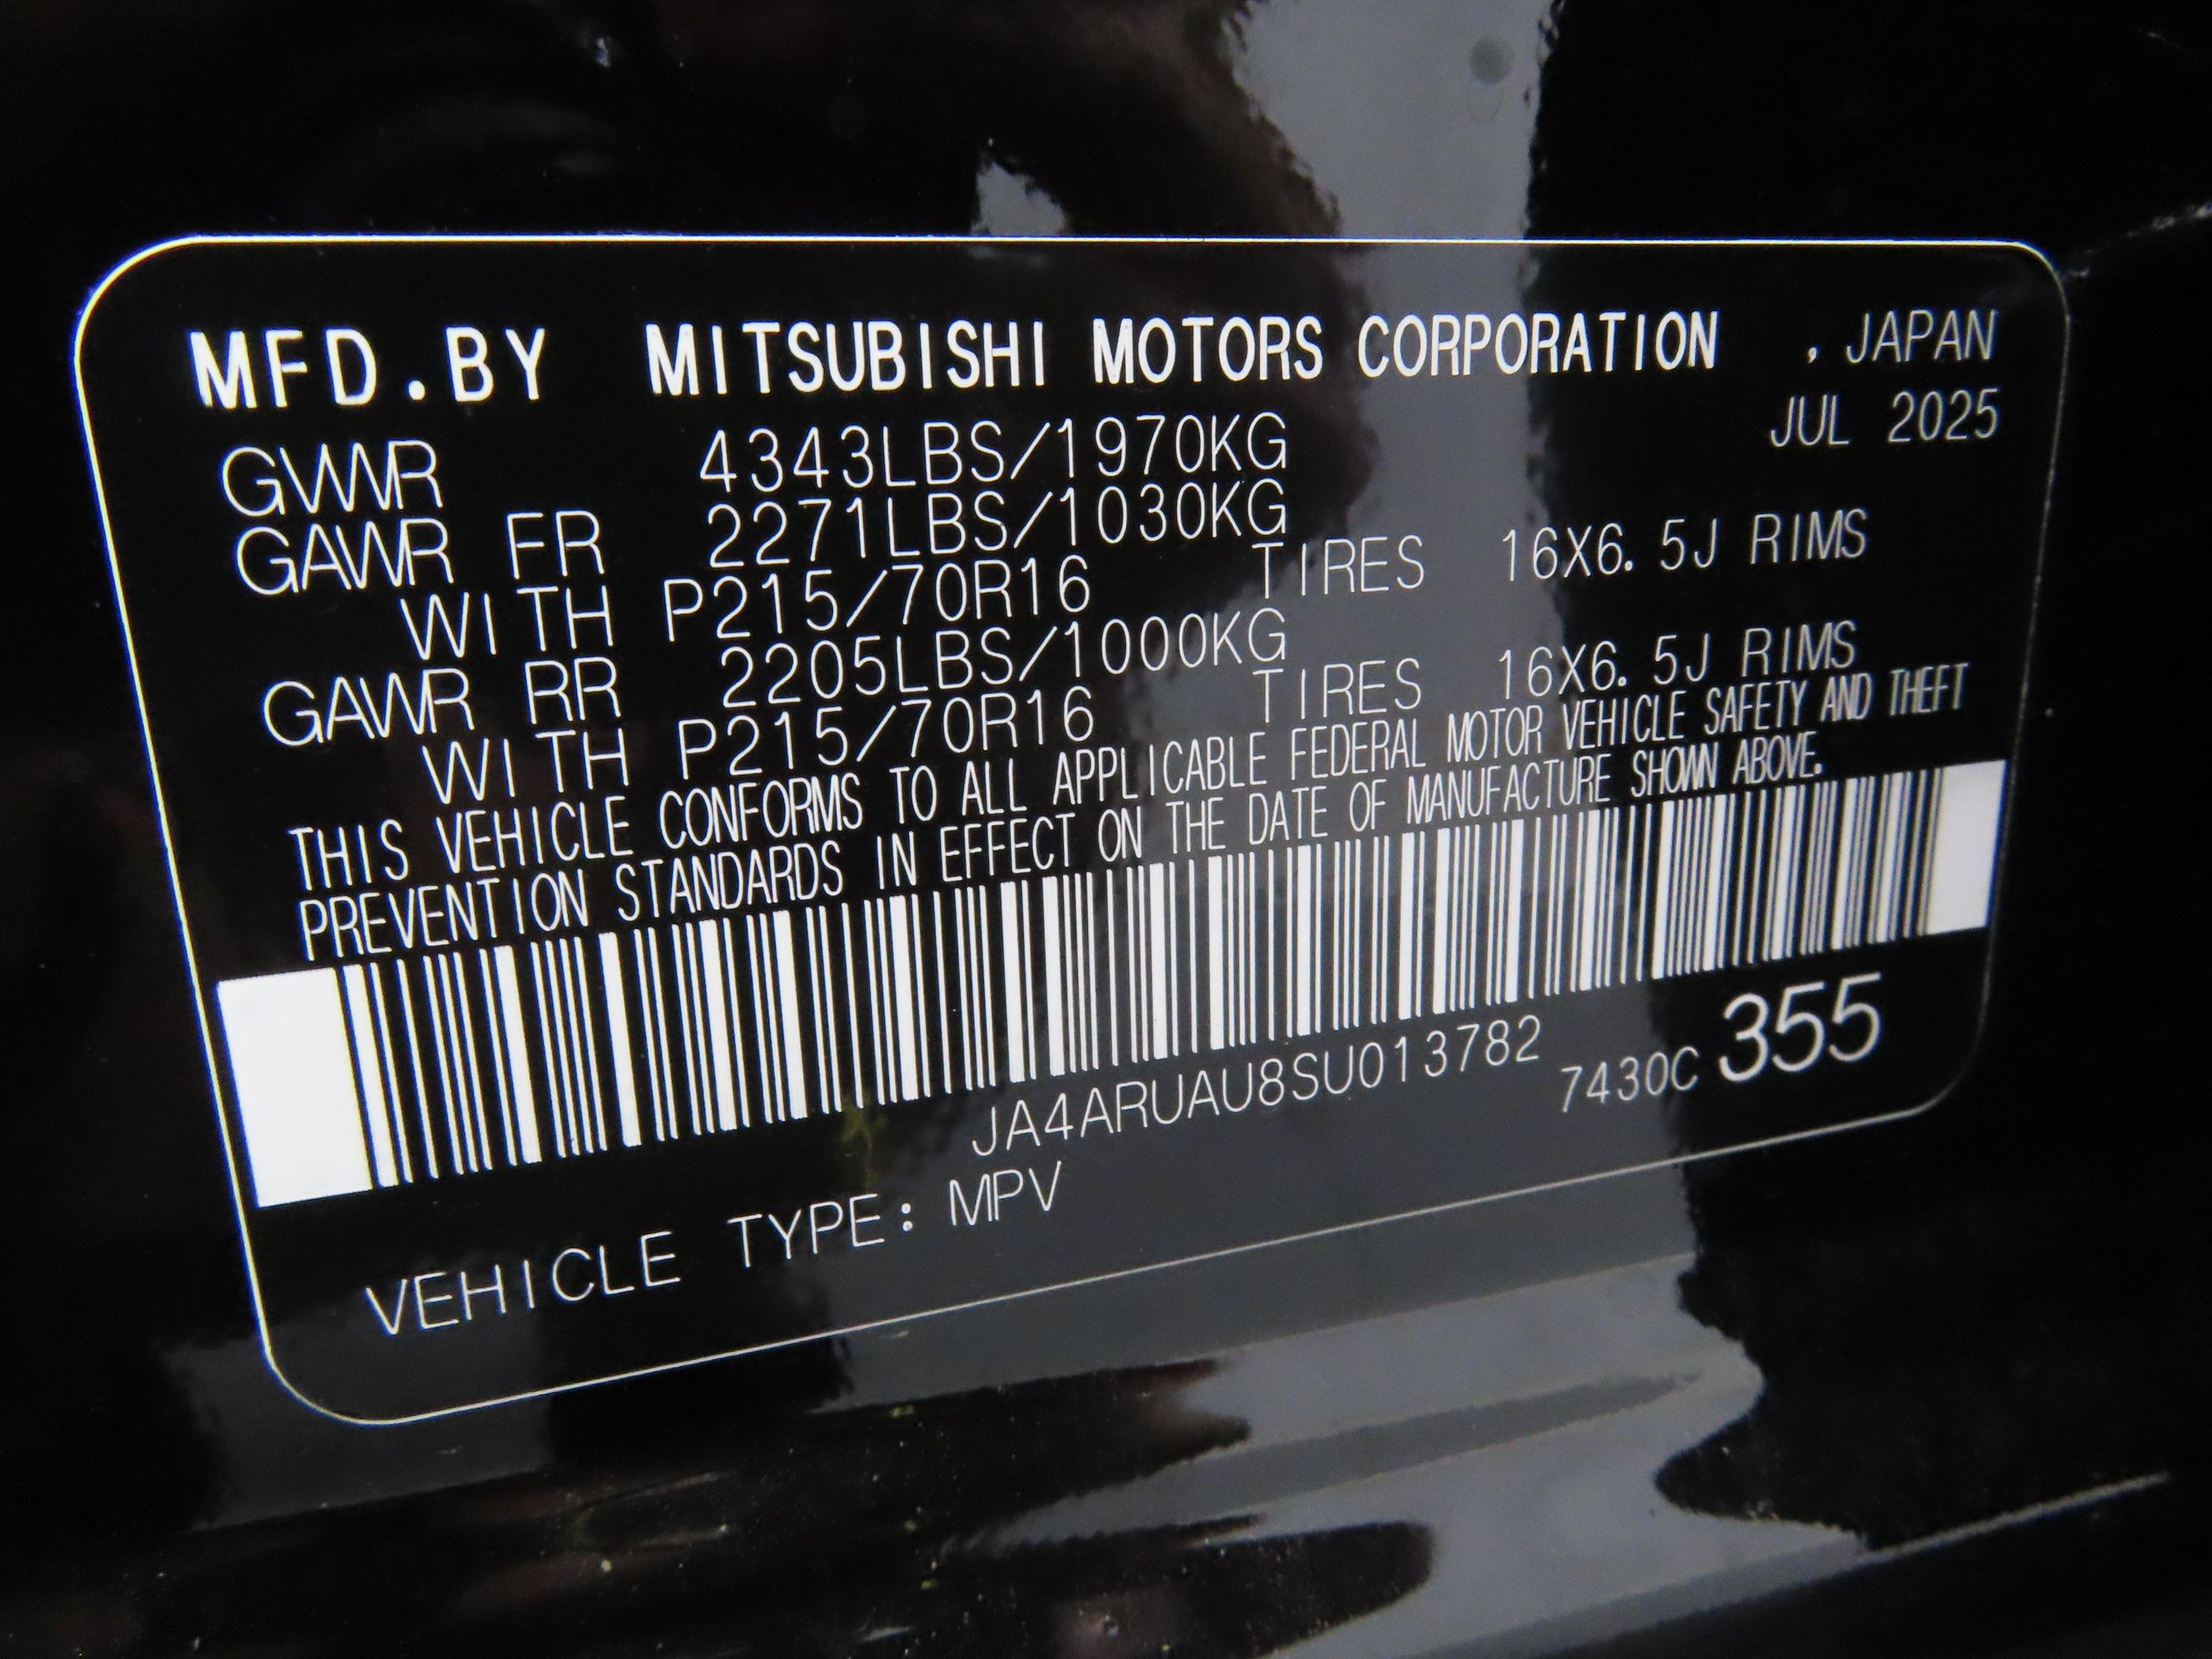 MFD.BY MITSUBISHI MOTORS CORPORATION , JAPAN
GVWR 4343LBS/1970KG JUL 2025
GAWR FR 2271LBS/1030KG
WITH P215/70R16 TIRES 16X6.5J RIMS
GAWR RR 2205LBS/1000KG
WITH P215/70R16 TIRES 16X6.5J RIMS
THIS VEHICLE CONFORMS TO ALL APPLICABLE FEDERAL MOTOR VEHICLE SAFETY AND THEFT
PREVENTION STANDARDS IN EFFECT ON THE DATE OF MANUFACTURE SHOWN ABOVE.
JA4ARUAU8SU013782 7430C 355
VEHICLE TYPE: MPV